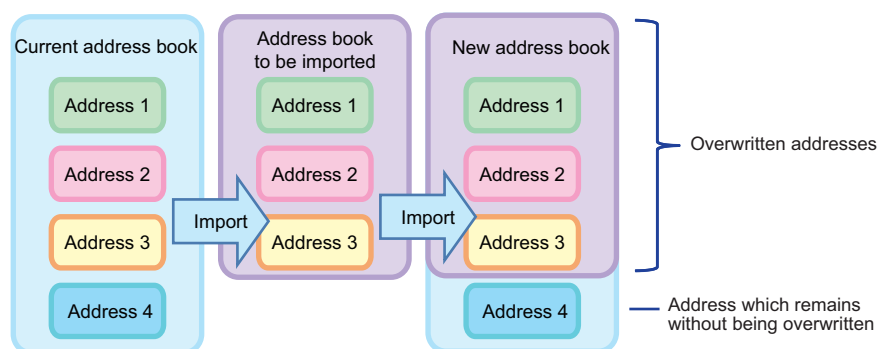 Current address book
Address 1
Address 2
Address 3
Address 4
Import
Address book
to be imported
Address 1
Address 2
Address 3
Import
New address book
Address 1
Address 2
Address 3
Address 4
Overwritten addresses
Address which remains
without being overwritten